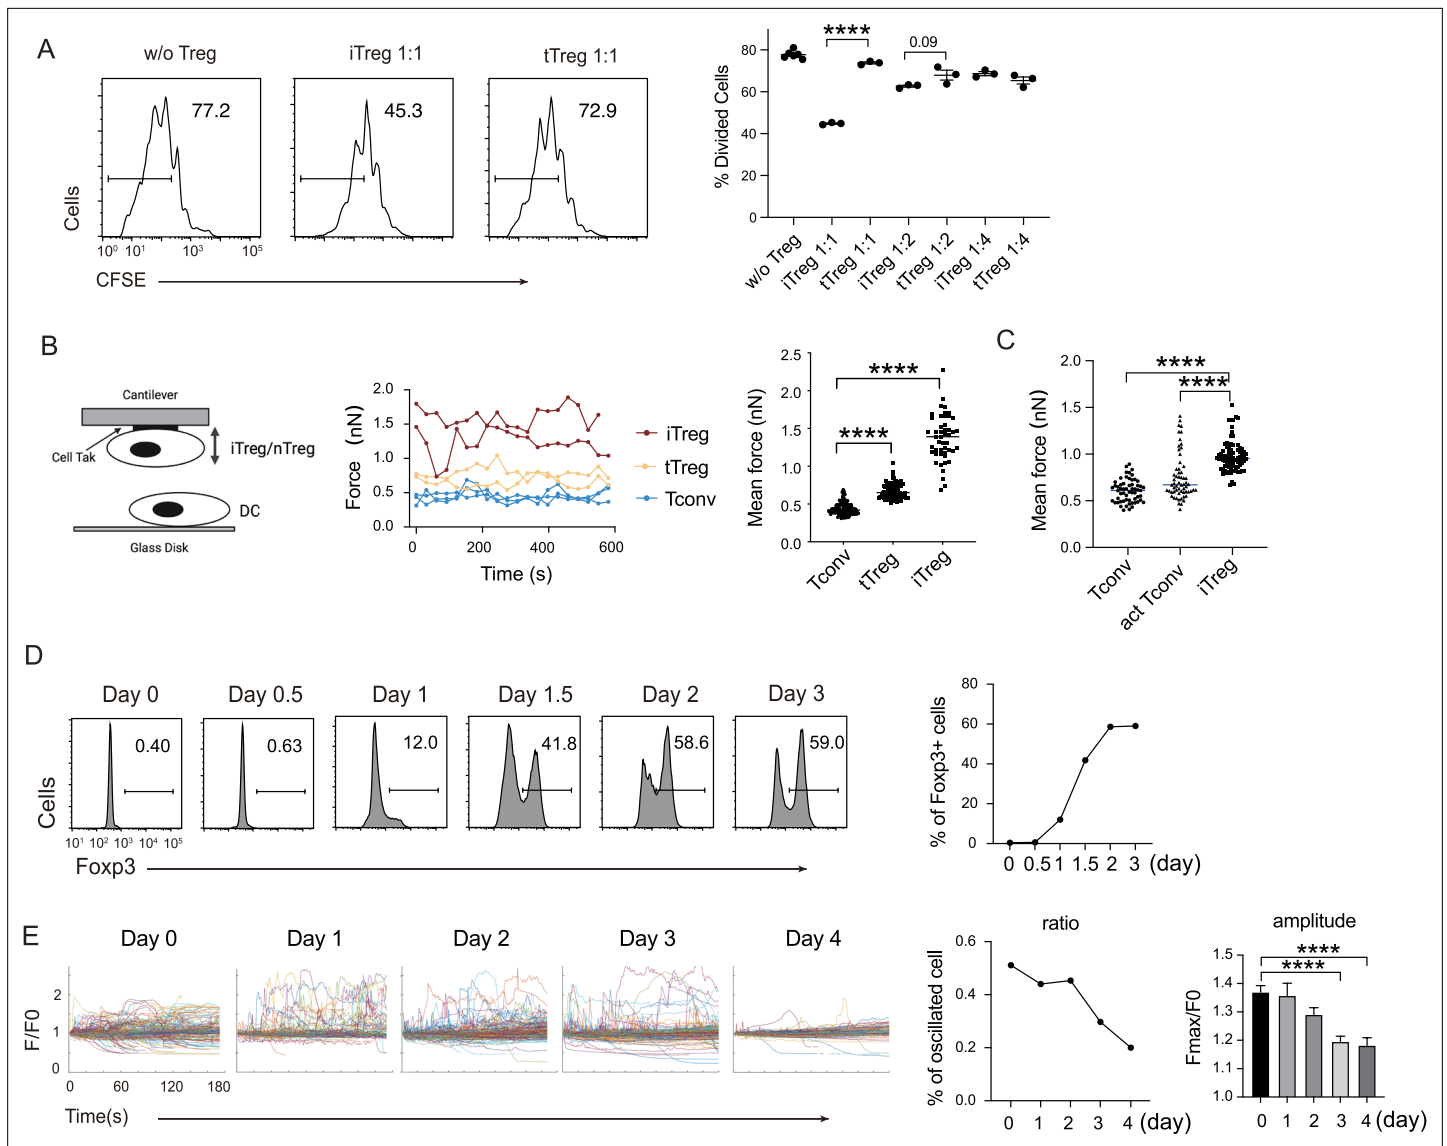 A
w/o Treg
iTreg 1:1
tTreg 1:1
77.2
45.3
72.9
Cells
10⁰ 10¹ 10³ 10⁵
CFSE
% Divided Cells
80
60
40
20
0
****
0.09
w/o Treg
iTreg 1:1
tTreg 1:1
iTreg 1:2
tTreg 1:2
iTreg 1:4
tTreg 1:4
B
Cantilever
Cell Tak
iTreg/nTreg
DC
Glass Disk
Force (nN)
2.0
1.5
1.0
0.5
0.0
0 200 400 600
Time (s)
iTreg
tTreg
Tconv
Mean force (nN)
2.5
2.0
1.5
1.0
0.5
0.0
****
****
Tconv
tTreg
iTreg
C
Mean force (nN)
2.0
1.5
1.0
0.5
0.0
****
****
Tconv
act Tconv
iTreg
D
Day 0
Day 0.5
Day 1
Day 1.5
Day 2
Day 3
0.40
0.63
12.0
41.8
58.6
59.0
Cells
10¹ 10² 10³ 10⁴ 10⁵
Foxp3
% of Foxp3+ cells
80
60
40
20
0
0 0.5 1 1.5 2 3 (day)
E
Day 0
Day 1
Day 2
Day 3
Day 4
F/F0
2
1
0
0 60 120 180
Time(s)
ratio
% of oscillated cell
0.6
0.4
0.2
0.0
0 1 2 3 4 (day)
amplitude
Fmax/F0
1.5
1.4
1.3
1.2
1.1
1.0
****
****
0 1 2 3 4 (day)